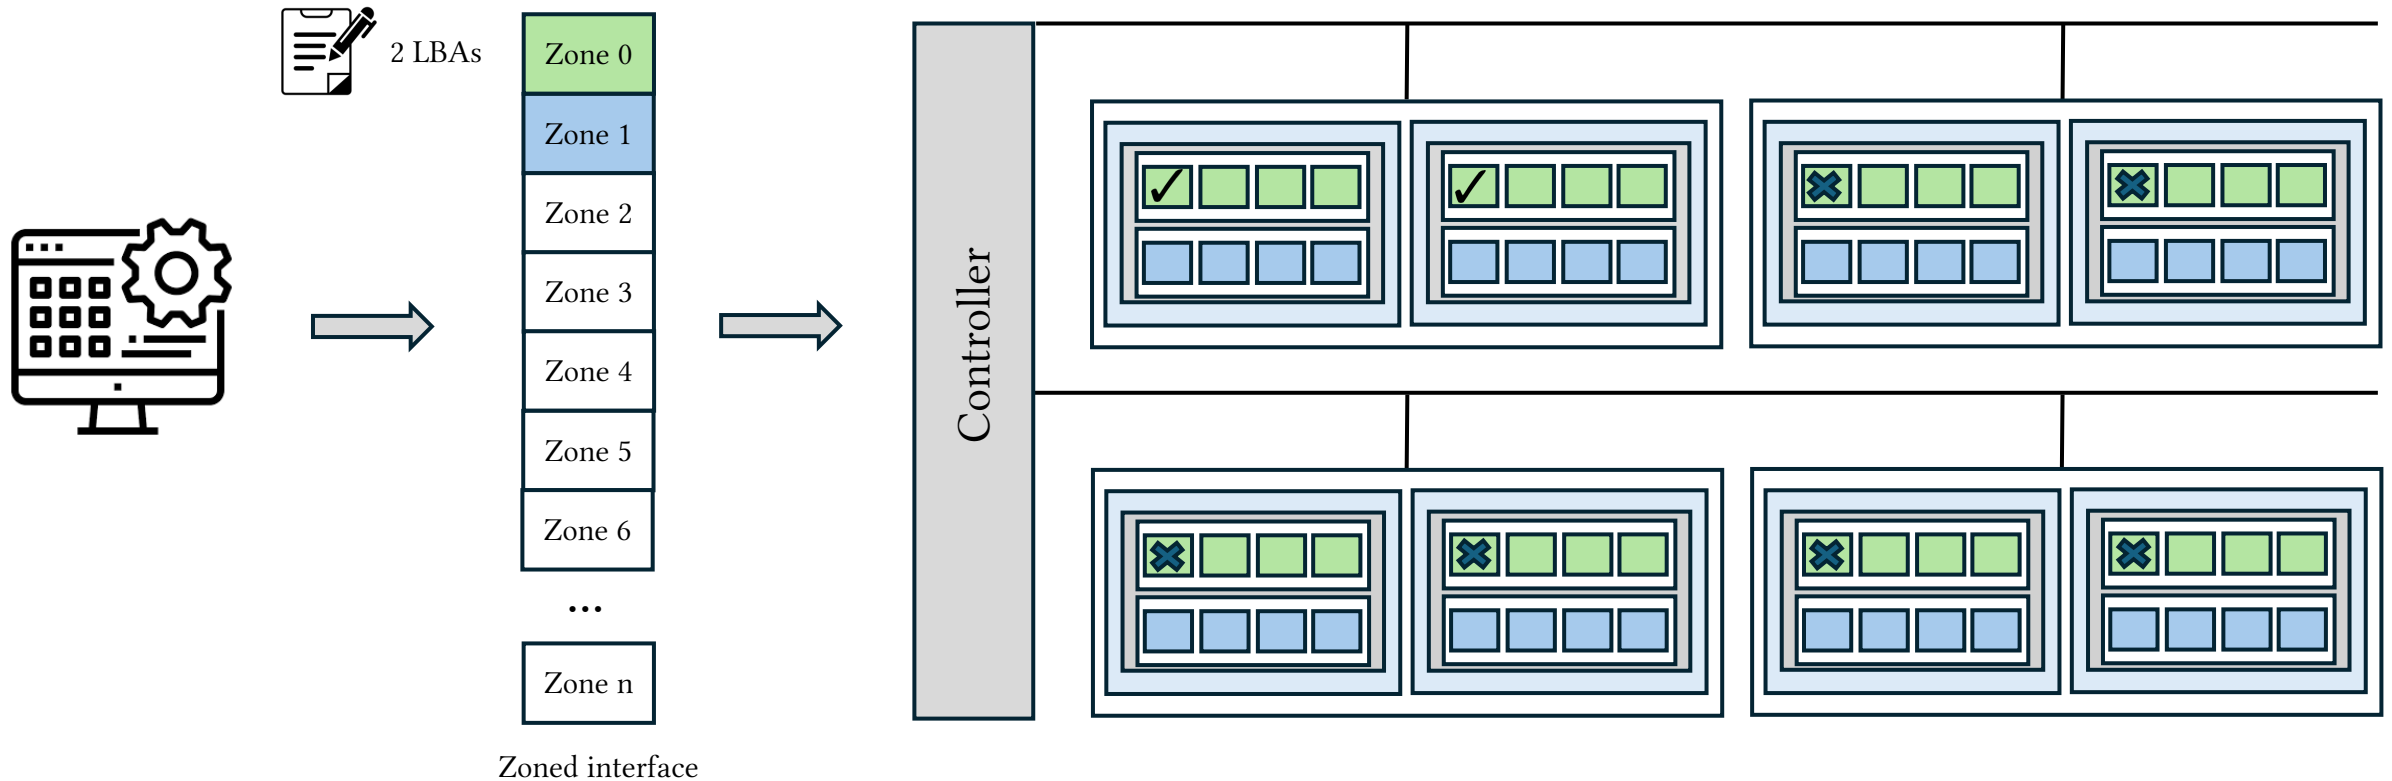 2 LBAs
Zone 0
Zone 1
Zone 2
Zone 3
Zone 4
Zone 5
Zone 6
...
Zone n
Zoned interface
Controller